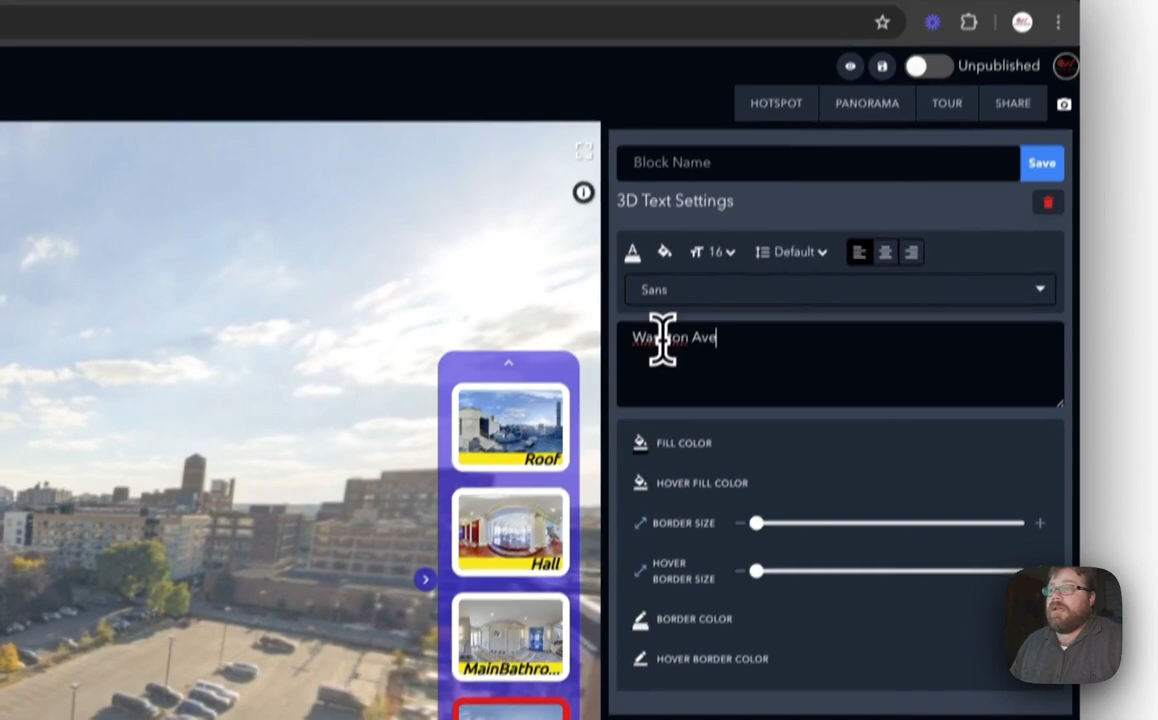 Unpublished
HOTSPOT
PANORAMA
TOUR
SHARE
Block Name
Save
3D Text Settings
16
Default
Sans
Ave
Roof
Hall
MainBathro...
FILL COLOR
HOVER FILL COLOR
BORDER SIZE
HOVER
BORDER SIZE
BORDER COLOR
HOVER BORDER COLOR